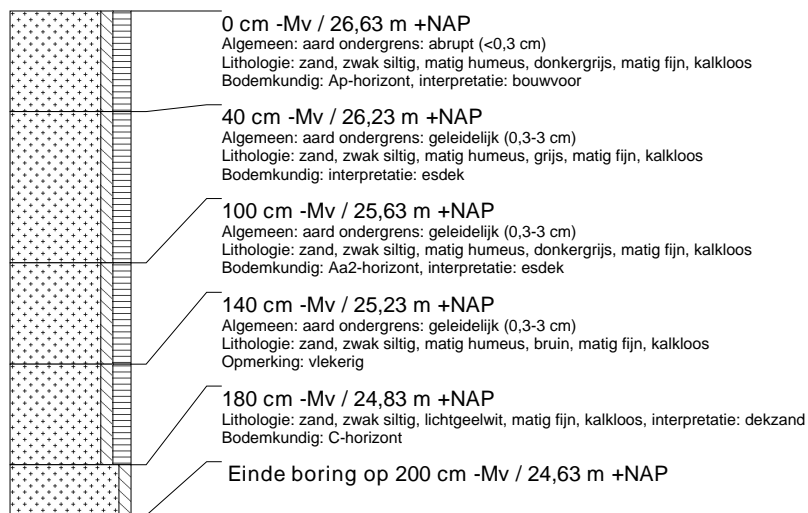 0 cm -Mv / 26,63 m +NAP
Algemeen: aard ondergrens: abrupt (<0,3 cm)
Lithologie: zand, zwak siltig, matig humeus, donkergrijs, matig fijn, kalkloos
Bodemkundig: Ap-horizont, interpretatie: bouwvoor
40 cm -Mv / 26,23 m +NAP
Algemeen: aard ondergrens: geleidelijk (0,3-3 cm)
Lithologie: zand, zwak siltig, matig humeus, grijs, matig fijn, kalkloos
Bodemkundig: interpretatie: esdek
100 cm -Mv / 25,63 m +NAP
Algemeen: aard ondergrens: geleidelijk (0,3-3 cm)
Lithologie: zand, zwak siltig, matig humeus, donkergrijs, matig fijn, kalkloos
Bodemkundig: Aa2-horizont, interpretatie: esdek
140 cm -Mv / 25,23 m +NAP
Algemeen: aard ondergrens: geleidelijk (0,3-3 cm)
Lithologie: zand, zwak siltig, matig humeus, bruin, matig fijn, kalkloos
Opmerking: vlekerig
180 cm -Mv / 24,83 m +NAP
Lithologie: zand, zwak siltig, lichtgeelwit, matig fijn, kalkloos, interpretatie: dekzand
Bodemkundig: C-horizont
Einde boring op 200 cm -Mv / 24,63 m +NAP